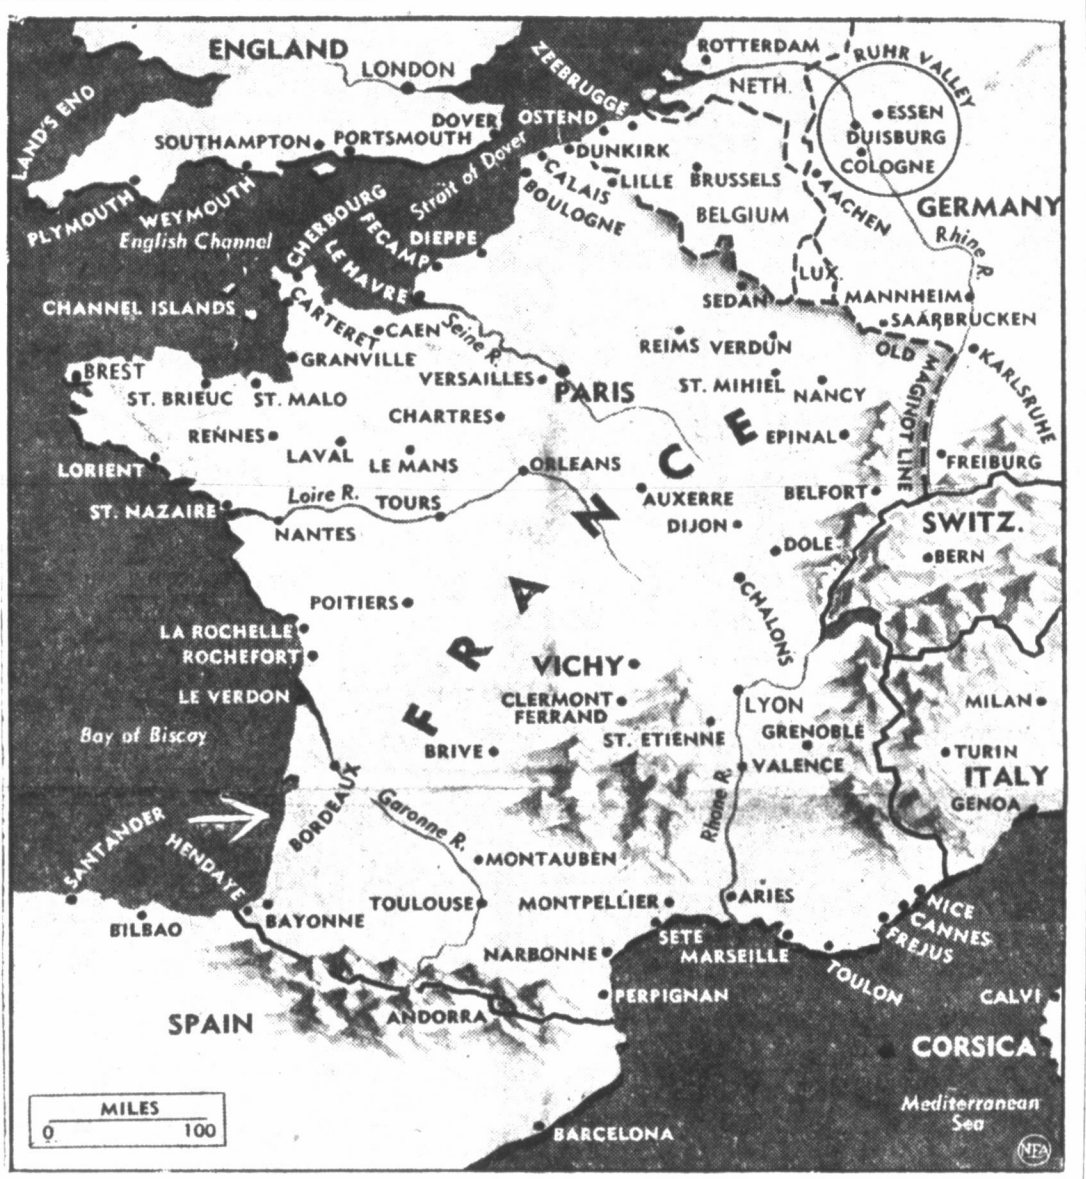 ENGLAND
LONDON
ZEEBRUGGE
ROTTERDAM
RUHR VALLEY
NETH.
LAND'S END
DOVER
OSTEND
ESSEN
DUISBURG
COLOGNE
SOUTHAMPTON
PORTSMOUTH
Strait of Dover
DUNKIRK
CALAIS
BOULOGNE
LILLE
BRUSSELS
BELGIUM
AACHEN
GERMANY
PLYMOUTH
WEYMOUTH
English Channel
CHERBOURG
FECAMP
DIEPPE
LE HAVRE
Rhine R.
LUX.
SEDAN
MANNHEIM
CHANNEL ISLANDS
CARTERET
CAEN
Seine R.
SAARBRUCKEN
GRANVILLE
REIMS
VERDUN
OLD MAGINOT LINE
KARLSRUHE
BREST
ST. BRIEUC
ST. MALO
VERSAILLES
PARIS
ST. MIHIEL
NANCY
CHARTRES
RENNES
LAVAL
LE MANS
EPINAL
LORIENT
ORLEANS
FREIBURG
ST. NAZAIRE
Loire R.
TOURS
AUXERRE
BELFORT
NANTES
DIJON
SWITZ.
DOLE
BERN
FRANCE
POITIERS
CHALONS
LA ROCHELLE
ROCHEFORT
VICHY
LE VERDON
CLERMONT
FERRAND
LYON
MILAN
Bay of Biscay
BRIVE
ST. ETIENNE
GRENOBLE
TURIN
VALENCE
ITALY
GENOA
BORDEAUX
Garonne R.
Rhane R.
SANTANDER
HENDAYE
MONTAUBEN
BILBAO
BAYONNE
TOULOUSE
MONTPELLIER
ARIES
NICE
CANNES
FREJUS
NARBONNE
SETE
MARSEILLE
TOULON
PERPIGNAN
CALVI
SPAIN
ANDORRA
CORSICA
MILES
0 100
Mediterranean
Sea
BARCELONA
NEA